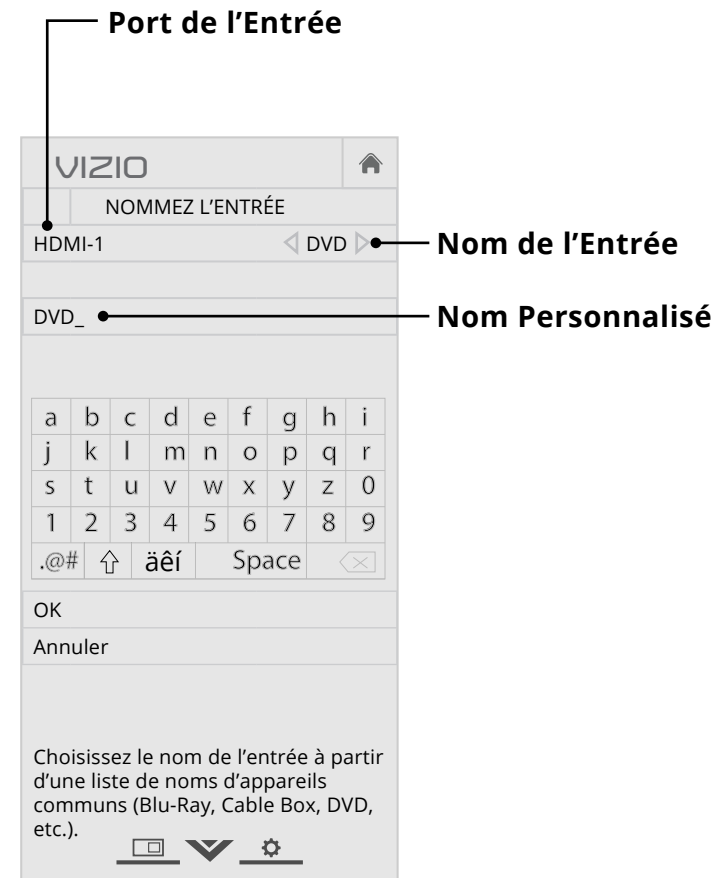 Port de l’Entrée
VIZIO
NOMMEZ L’ENTRÉE
HDMI-1 DVD
Nom de l’Entrée
DVD_
Nom Personnalisé
a b c d e f g h i
j k l m n o p q r
s t u v w x y z 0
1 2 3 4 5 6 7 8 9
.@# äêí Space
OK
Annuler
Choisissez le nom de l’entrée à partir
d’une liste de noms d’appareils
communs (Blu-Ray, Cable Box, DVD,
etc.).